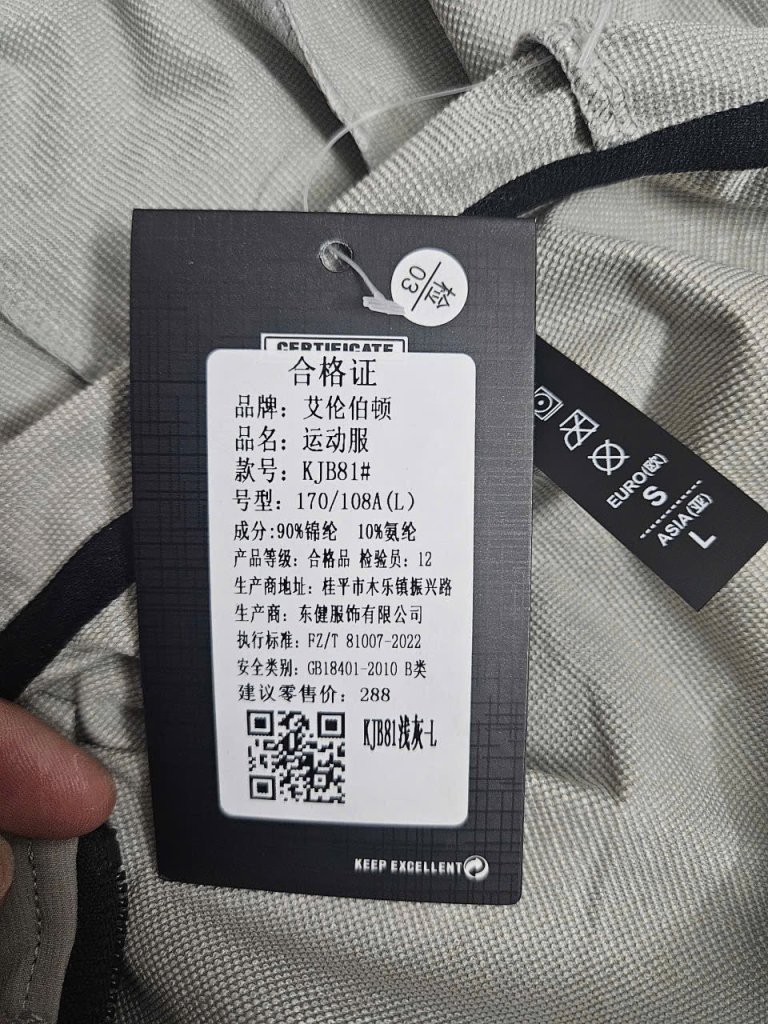 检
03
CERTIFICATE
合格证
品牌：艾伦伯顿
品名：运动服
款号：KJB81#
号型：170/108A(L)
成分:90%锦纶 10%氨纶
产品等级：合格品 检验员：12
生产商地址：桂平市木乐镇振兴路
生产商：东健服饰有限公司
执行标准：FZ/T 81007-2022
安全类别：GB18401-2010 B类
建议零售价：288
KJB81浅灰-L
KEEP EXCELLENT
EURO(欧)
S
ASIA(亚)
L